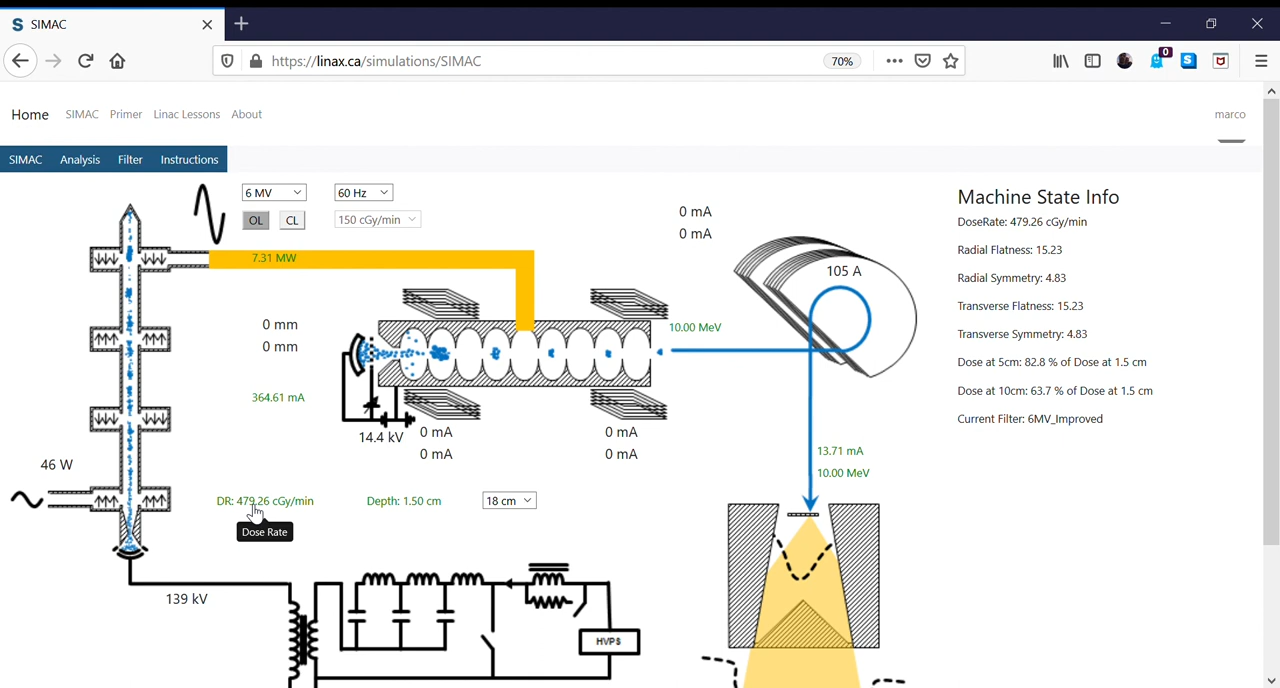 SIMAC
https://linax.ca/simulations/SIMAC
70%
0
S
Home SIMAC Primer Linac Lessons About
marco
SIMAC Analysis Filter Instructions
6 MV
60 Hz
OL CL
150 cGy/min
7.31 MW
0 mA
0 mA
105 A
0 mm
0 mm
10.00 MeV
364.61 mA
14.4 kV
0 mA
0 mA
0 mA
0 mA
46 W
13.71 mA
10.00 MeV
DR: 479.26 cGy/min
Depth: 1.50 cm
18 cm
Dose Rate
139 kV
HVPS
Machine State Info
DoseRate: 479.26 cGy/min
Radial Flatness: 15.23
Radial Symmetry: 4.83
Transverse Flatness: 15.23
Transverse Symmetry: 4.83
Dose at 5cm: 82.8 % of Dose at 1.5 cm
Dose at 10cm: 63.7 % of Dose at 1.5 cm
Current Filter: 6MV_Improved